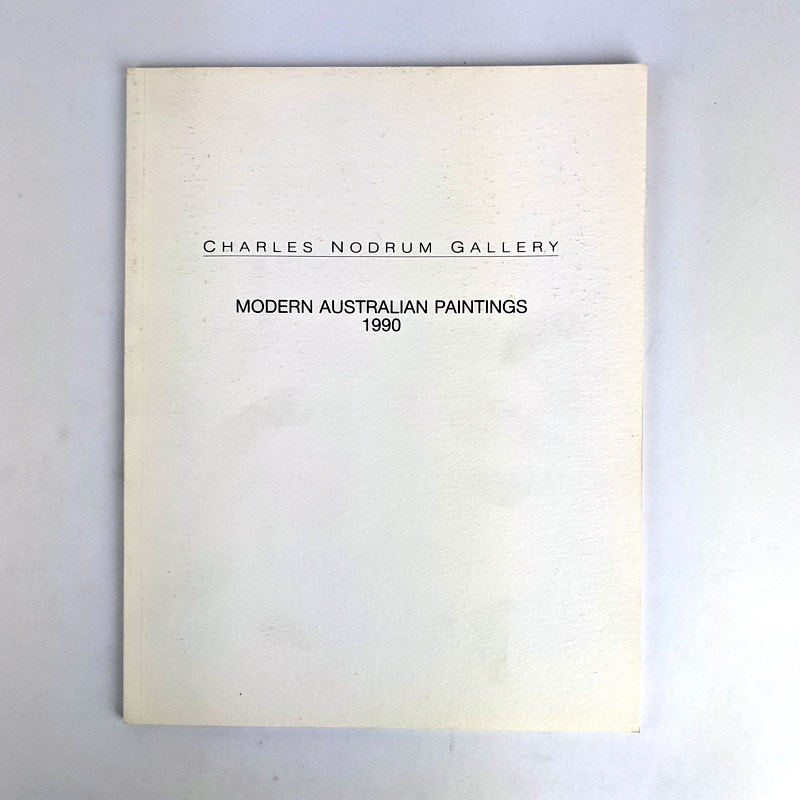 CHARLES NODRUM GALLERY
MODERN AUSTRALIAN PAINTINGS
1990